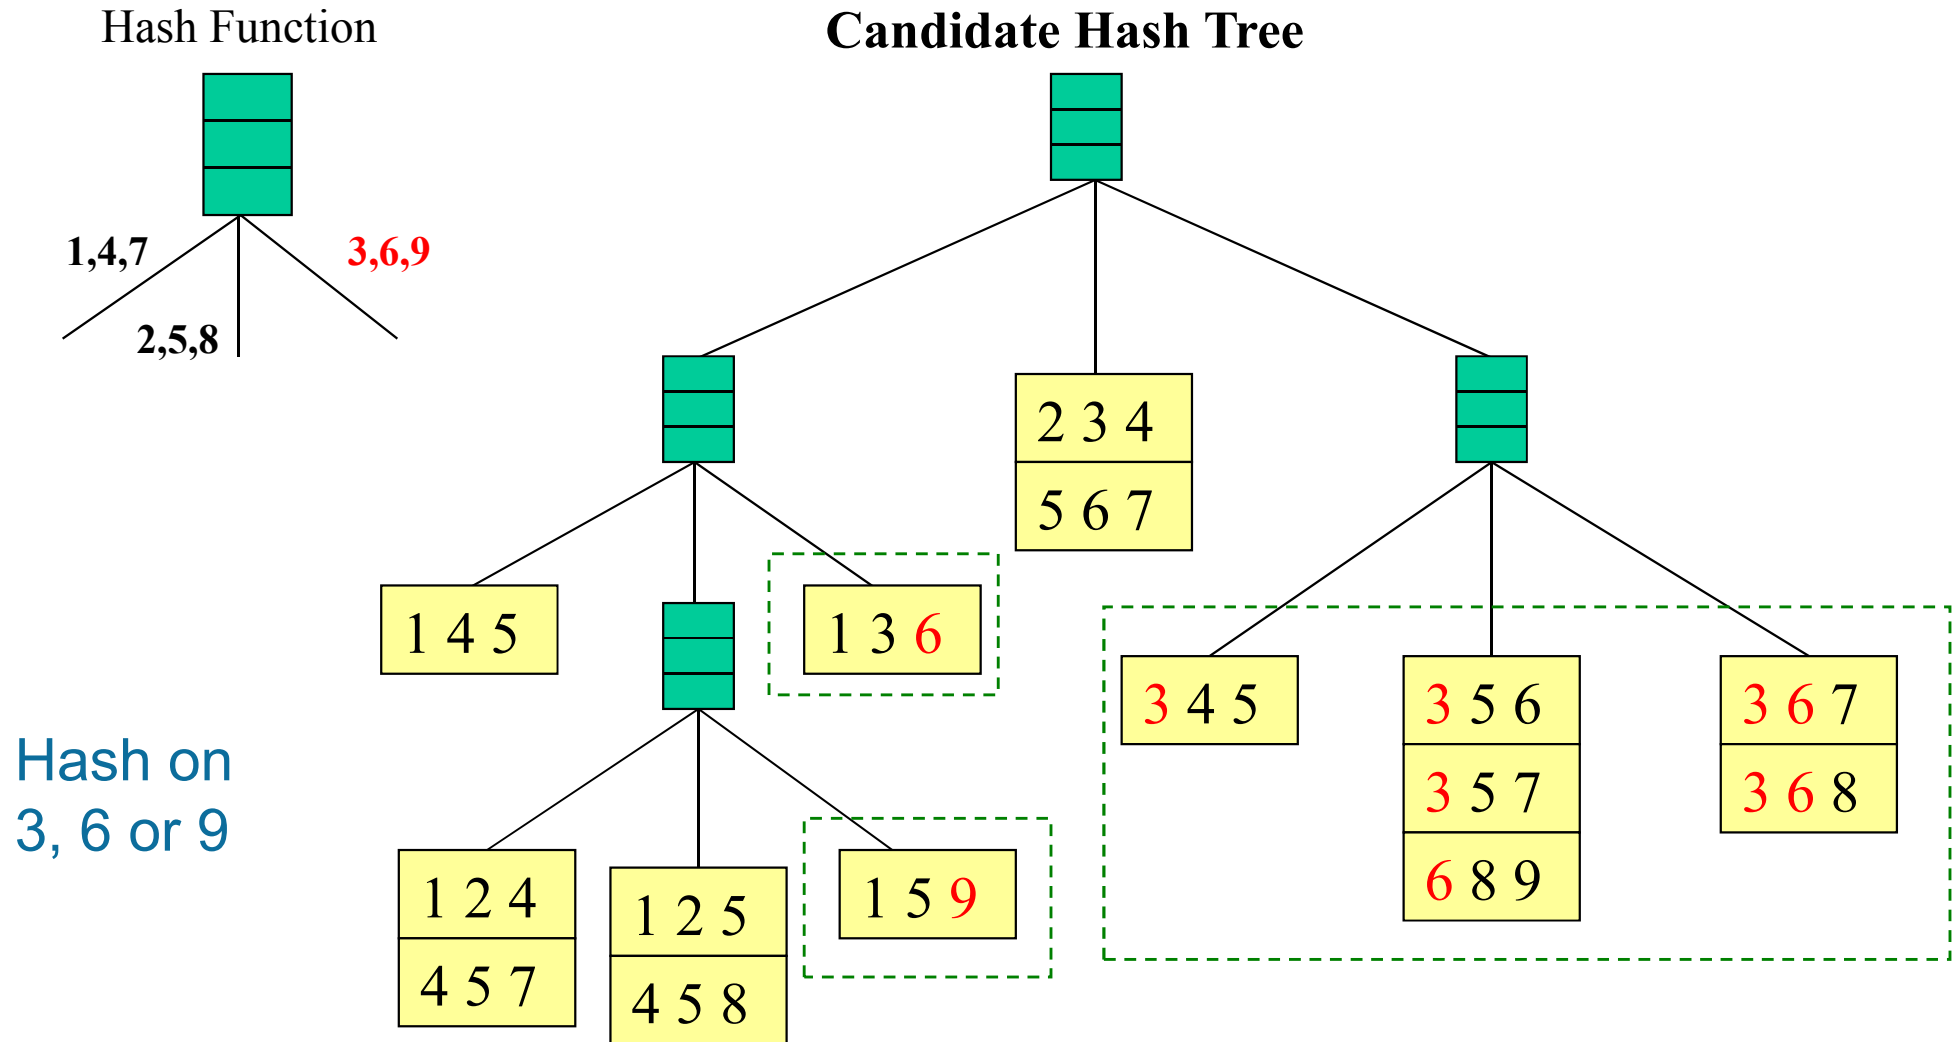 Hash Function
Candidate Hash Tree
1,4,7
3,6,9
2,5,8
2 3 4
5 6 7
1 4 5
1 3 6
3 4 5
3 5 6
3 6 7
3 5 7
3 6 8
6 8 9
Hash on
3, 6 or 9
1 2 4
1 2 5
1 5 9
4 5 7
4 5 8